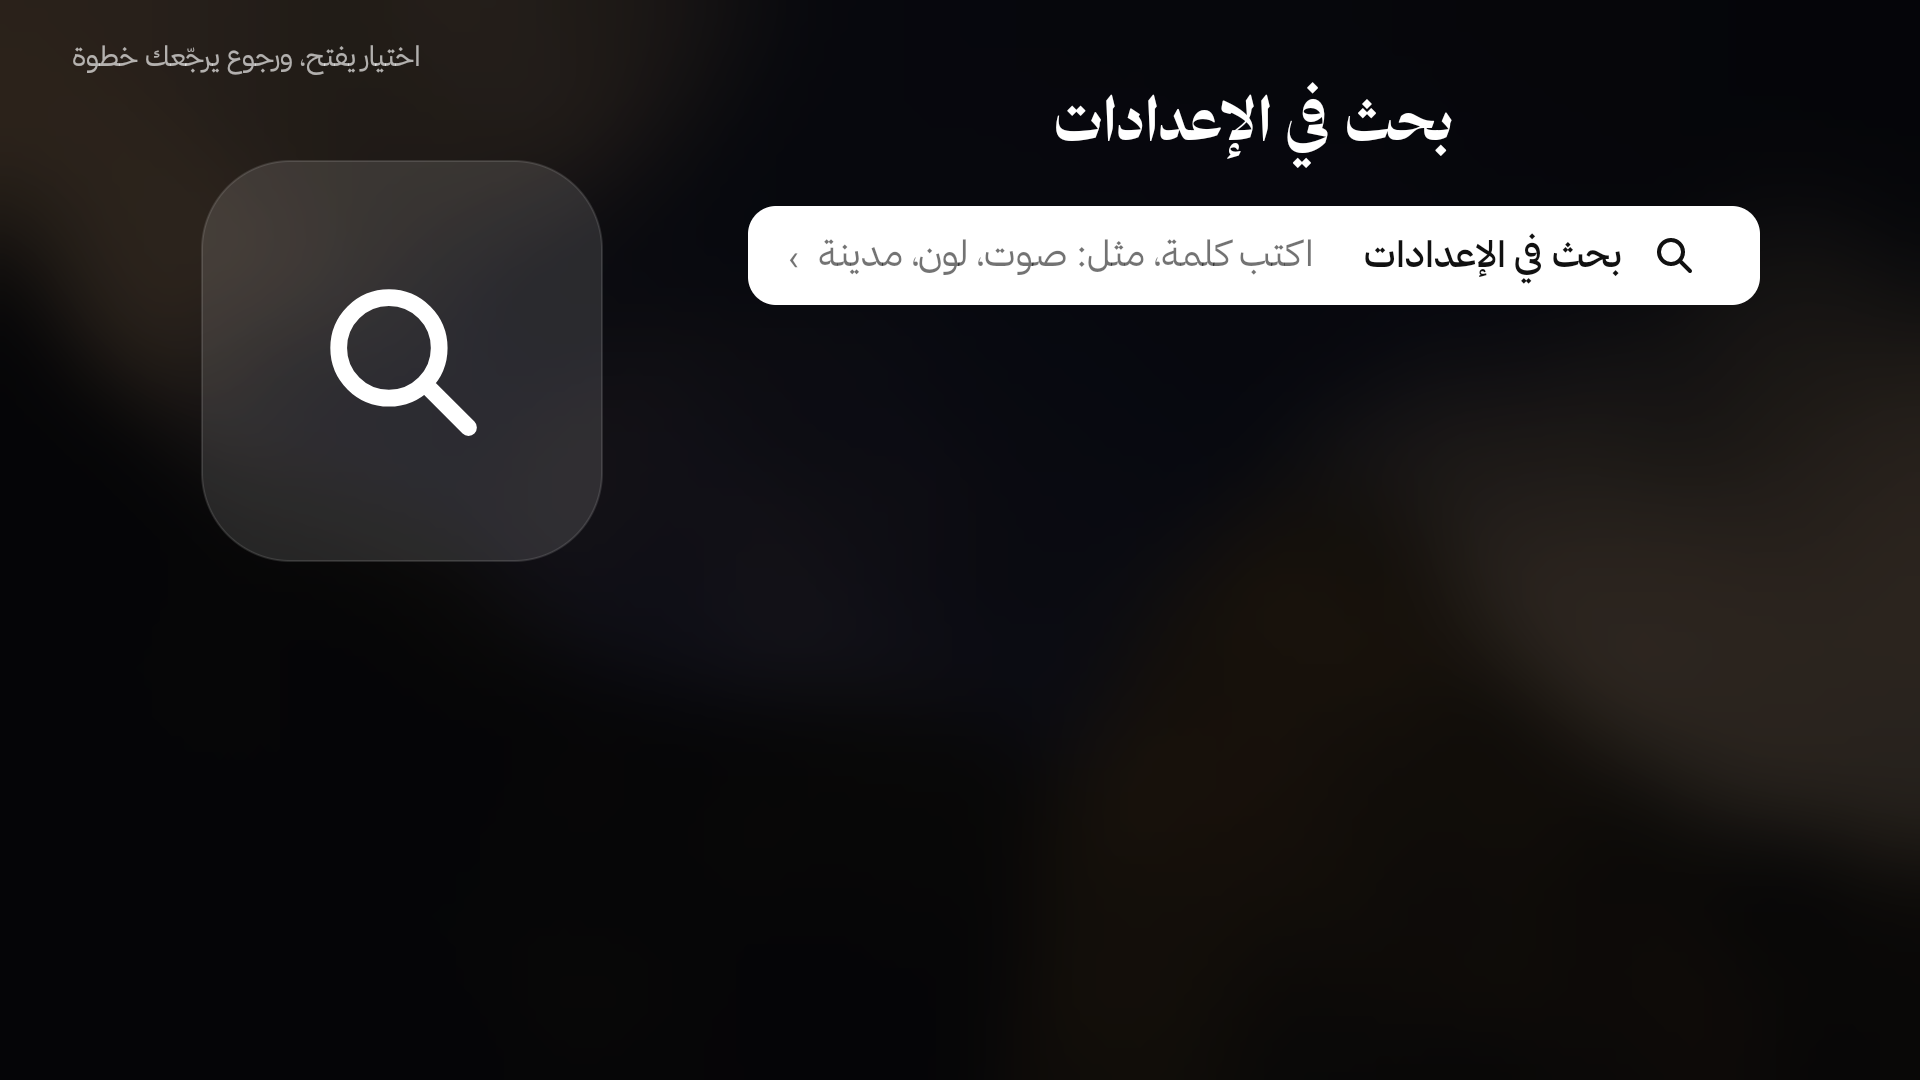 اختيار يفتح، ورجوع يرجّعك خطوة
بحث في الإعدادات
بحث في الإعدادات اكتب كلمة، مثل: صوت، لون، مدينة ›